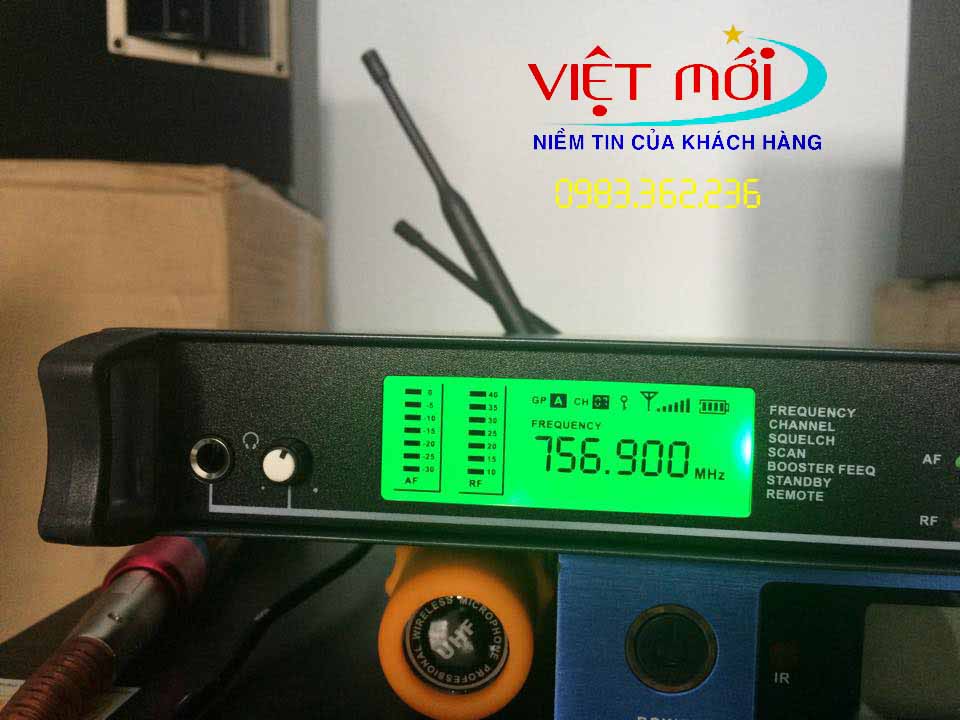 VIỆT MỚI
NIỀM TIN CỦA KHÁCH HÀNG
0983.362.236
0
-5
-10
-15
-20
-25
-30
AF
40
35
30
25
20
15
10
RF
GP A CH 07
FREQUENCY
756.900 MHz
FREQUENCY
CHANNEL
SQUELCH
SCAN
BOOSTER FEEQ
STANDBY
REMOTE
AF
RF
PROFESSIONAL WIRELESS MICROPHONE
UHF
IR